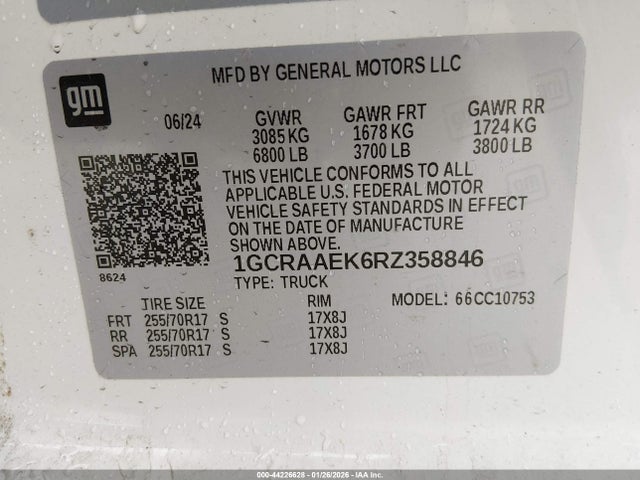 gm
MFD BY GENERAL MOTORS LLC
06/24 GVWR GAWR FRT GAWR RR
3085 KG 1678 KG 1724 KG
6800 LB 3700 LB 3800 LB
THIS VEHICLE CONFORMS TO ALL
APPLICABLE U.S. FEDERAL MOTOR
VEHICLE SAFETY STANDARDS IN EFFECT
ON THE DATE OF MANUFACTURE
SHOWN ABOVE.
8624
1GCRAAEK6RZ358846
TYPE: TRUCK MODEL: 66CC10753
TIRE SIZE RIM
FRT 255/70R17 S 17X8J
RR 255/70R17 S 17X8J
SPA 255/70R17 S 17X8J
000-44226628 - 01/26/2026 - © IAA, Inc.